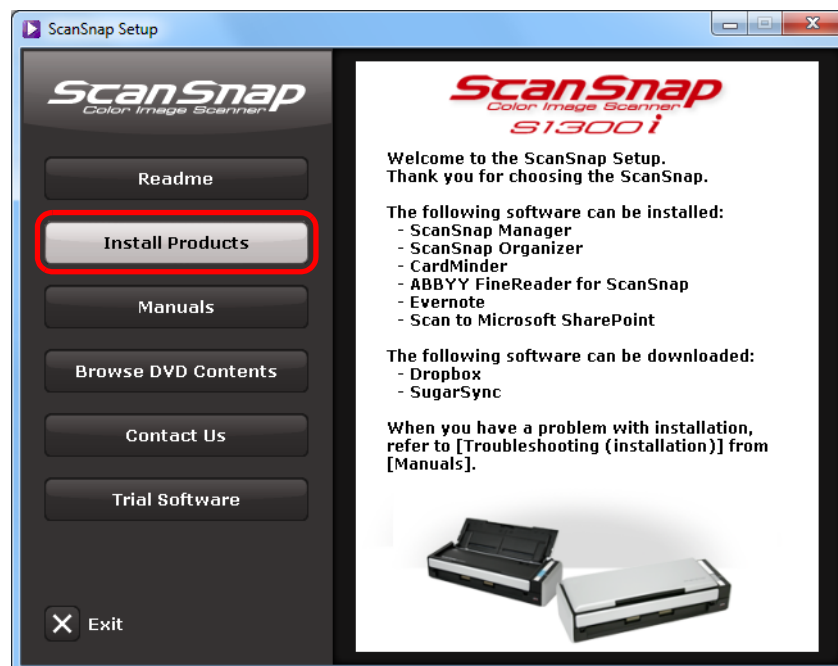 ScanSnap Setup
ScanSnap
Color Image Scanner
Readme
Install Products
Manuals
Browse DVD Contents
Contact Us
Trial Software
Exit
ScanSnap
Color Image Scanner
S1300i
Welcome to the ScanSnap Setup.
Thank you for choosing the ScanSnap.
The following software can be installed:
- ScanSnap Manager
- ScanSnap Organizer
- CardMinder
- ABBYY FineReader for ScanSnap
- Evernote
- Scan to Microsoft SharePoint
The following software can be downloaded:
- Dropbox
- SugarSync
When you have a problem with installation,
refer to [Troubleshooting (installation)] from
[Manuals].